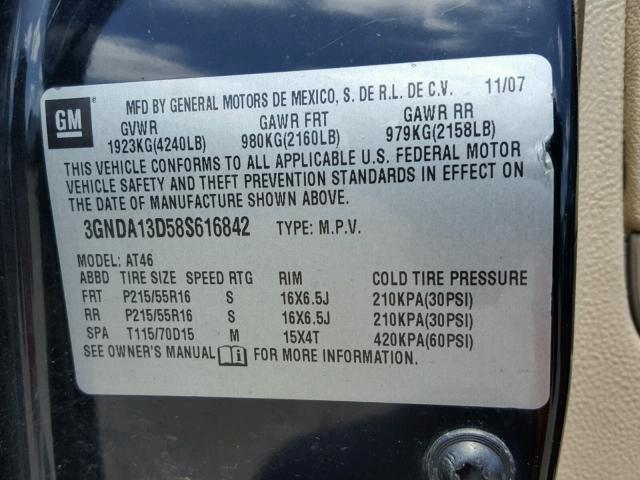 MFD BY GENERAL MOTORS DE MEXICO, S. DE R.L. DE C.V. 11/07
GM ®
GVWR GAWR FRT GAWR RR
1923KG(4240LB) 980KG(2160LB) 979KG(2158LB)
THIS VEHICLE CONFORMS TO ALL APPLICABLE U.S. FEDERAL MOTOR
VEHICLE SAFETY AND THEFT PREVENTION STANDARDS IN EFFECT ON
THE DATE OF MANUFACTURE SHOWN ABOVE.
3GNDA13D58S616842 TYPE: M.P.V.
MODEL: AT46
ABBD TIRE SIZE SPEED RTG RIM COLD TIRE PRESSURE
FRT P215/55R16 S 16X6.5J 210KPA(30PSI)
RR P215/55R16 S 16X6.5J 210KPA(30PSI)
SPA T115/70D15 M 15X4T 420KPA(60PSI)
SEE OWNER'S MANUAL FOR MORE INFORMATION.